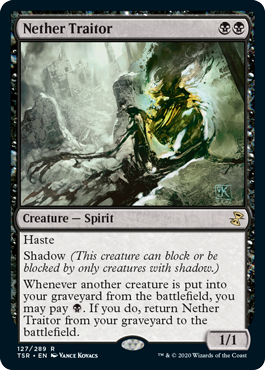 Nether Traitor
K
Creature — Spirit
Haste
Shadow (This creature can block or be
blocked by only creatures with shadow.)
Whenever another creature is put into
your graveyard from the battlefield, you
may pay. If you do, return Nether
Traitor from your graveyard to the
battlefield.
1/1
127/289 R
TSR • EN VANCE KOVACS
™ & © 2020 Wizards of the Coast